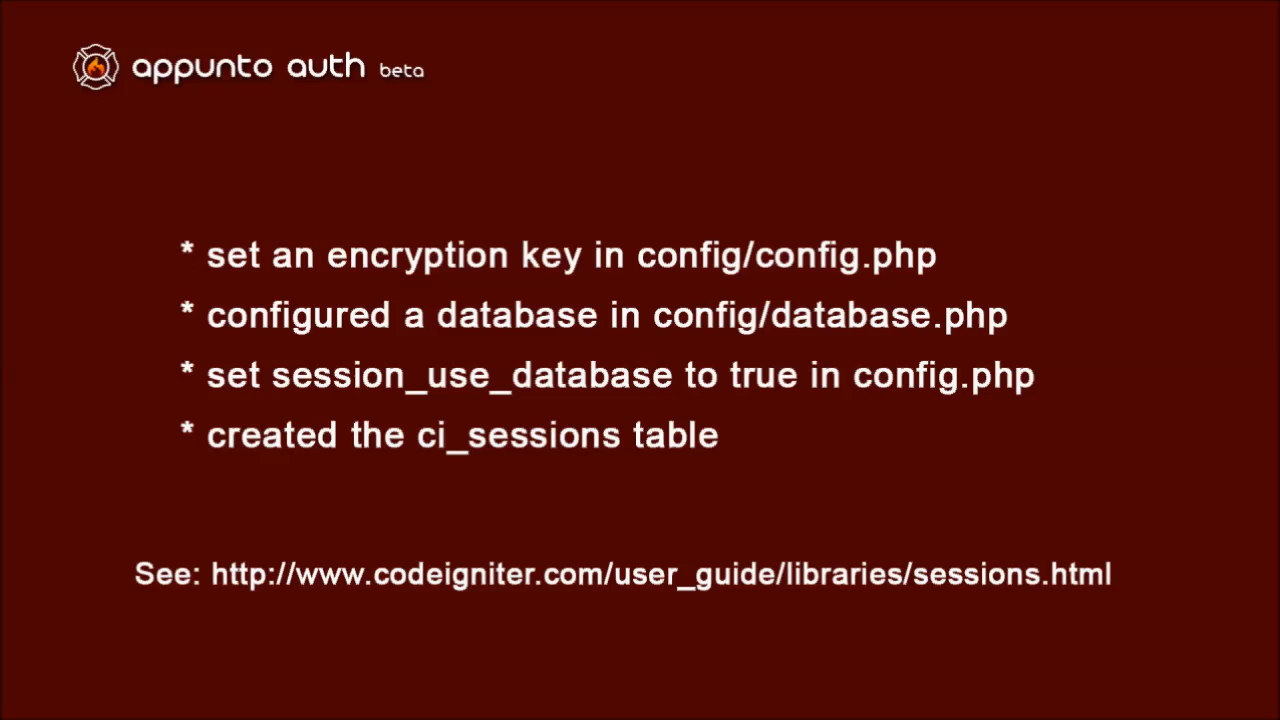 appunto auth beta
* set an encryption key in config/config.php
* configured a database in config/database.php
* set session_use_database to true in config.php
* created the ci_sessions table
See: http://www.codeigniter.com/user_guide/libraries/sessions.html